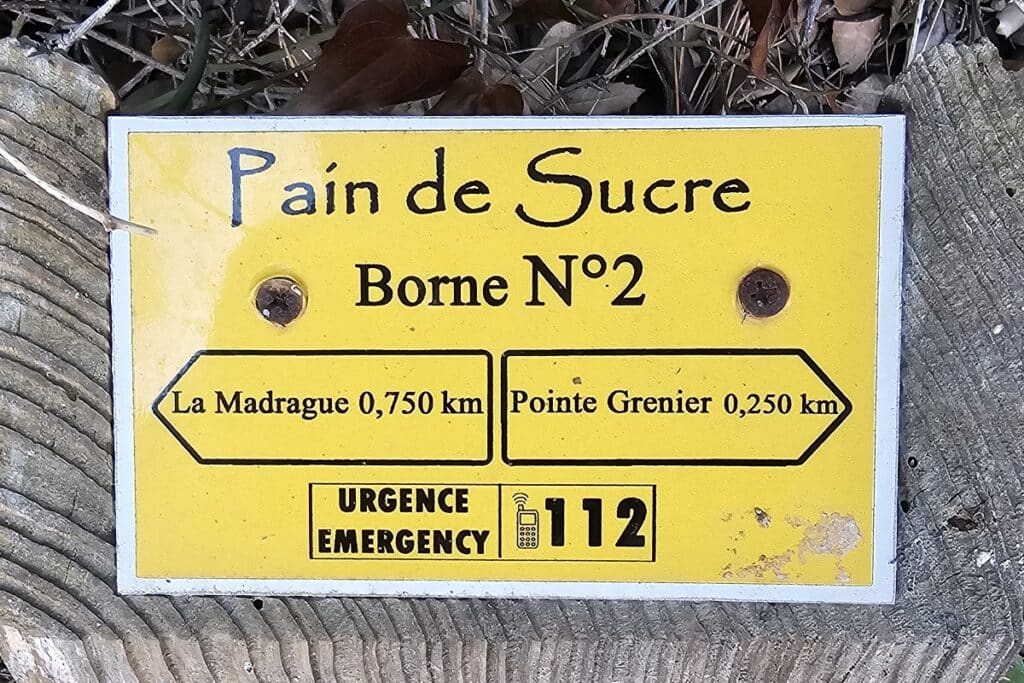 Pain de Sucre
Borne N°2
La Madrague 0,750 km
Pointe Grenier 0,250 km
URGENCE
EMERGENCY
112